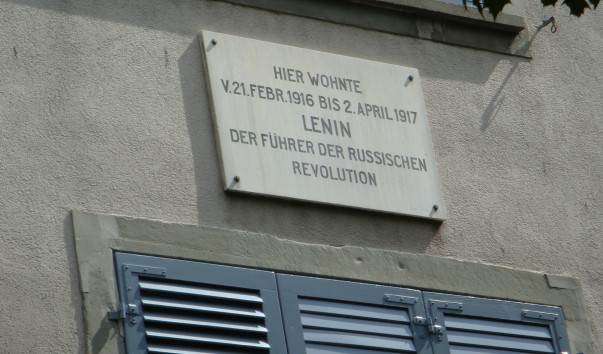 HIER WOHNTE
V.21.FEBR.1916 BIS 2.APRIL 1917
LENIN
DER FÜHRER DER RUSSISCHEN
REVOLUTION